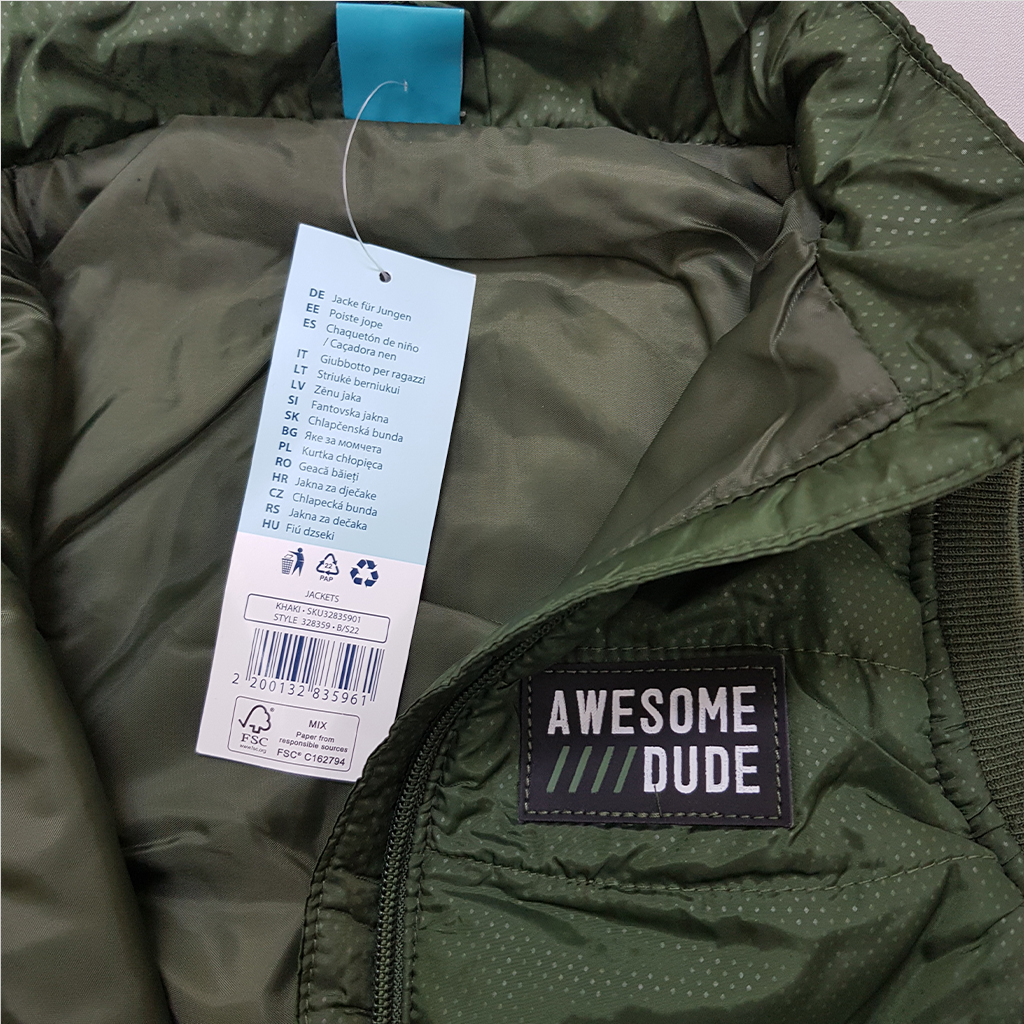 DE Jacke für Jungen
EE Poiste jope
ES Chaquetón de niño
/ Caçadora nen
IT Giubbotto per ragazzi
LT Striukė berniukui
LV Zēnu jaka
SI Fantovska jakna
SK Chlapčenská bunda
BG Яке за момчета
PL Kurtka chłopięca
RO Geacă băieți
HR Jakna za dječake
CZ Chlapecká bunda
RS Jakna za dečaka
HU Fiú dzseki
22
PAP
JACKETS
KHAKI • SKU32835901
STYLE 328359 • B/S22
2 200132 835961
FSC
www.fsc.org
MIX
Paper from
responsible sources
FSC® C162794
AWESOME
////DUDE